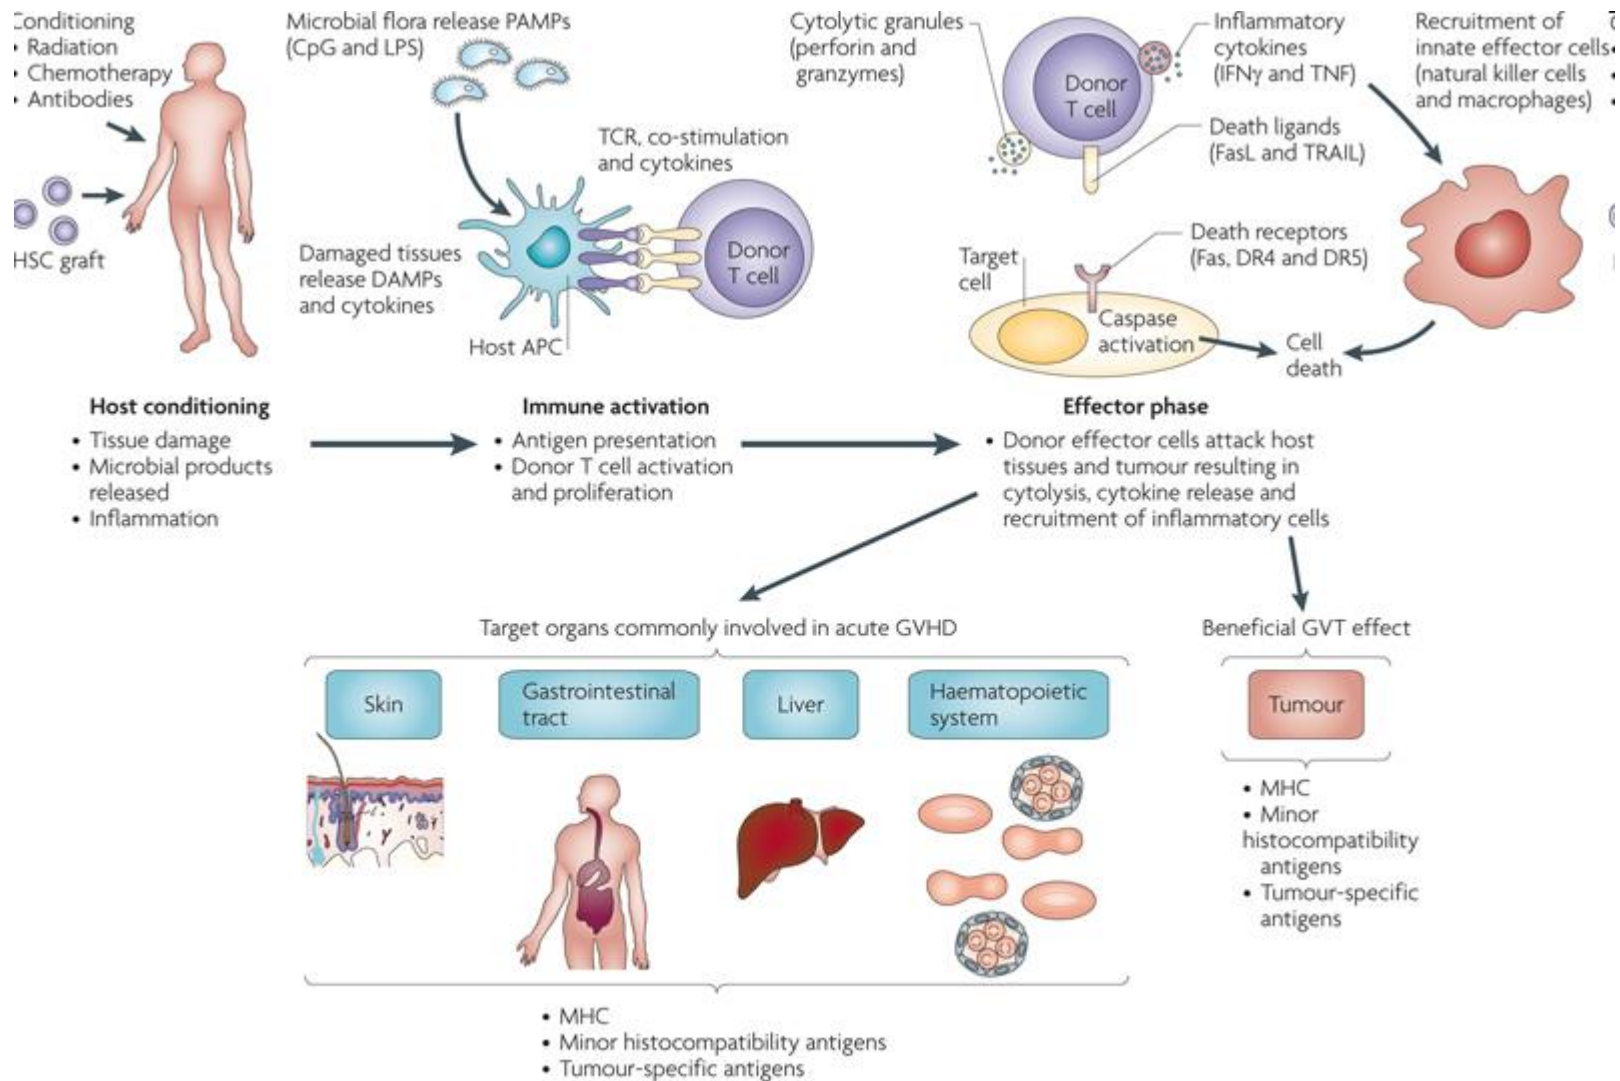 Conditioning
• Radiation
• Chemotherapy
• Antibodies
HSC graft
Microbial flora release PAMPs
(CpG and LPS)
TCR, co-stimulation
and cytokines
Damaged tissues
release DAMPs
and cytokines
Donor
T cell
Host APC
Cytolytic granules
(perforin and
granzymes)
Donor
T cell
Inflammatory
cytokines
(IFNγ and TNF)
Death ligands
(FasL and TRAIL)
Recruitment of
innate effector cells
(natural killer cells
and macrophages)
Death receptors
(Fas, DR4 and DR5)
Target
cell
Caspase
activation
Cell
death
Host conditioning
• Tissue damage
• Microbial products
released
• Inflammation
Immune activation
• Antigen presentation
• Donor T cell activation
and proliferation
Effector phase
• Donor effector cells attack host
tissues and tumour resulting in
cytolysis, cytokine release and
recruitment of inflammatory cells
Target organs commonly involved in acute GVHD
Skin
Gastrointestinal
tract
Liver
Haematopoietic
system
• MHC
• Minor histocompatibility antigens
• Tumour-specific antigens
Beneficial GVT effect
Tumour
• MHC
• Minor
histocompatibility
antigens
• Tumour-specific
antigens